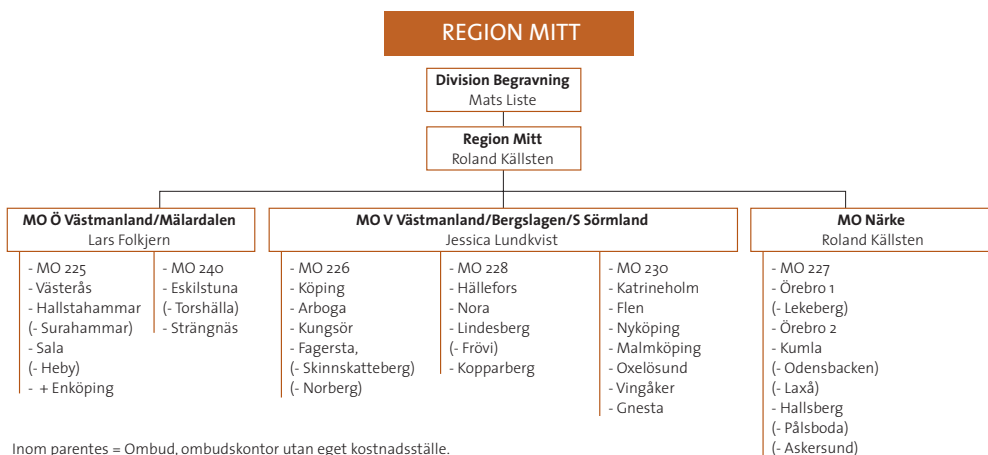 REGION MITT
Division Begravning
Mats Liste
Region Mitt
Roland Källsten
MO Ö Västmanland/Mälardalen
Lars Folkjern
- MO 225
- Västerås
- Hallstahammar
(- Surahammar)
- Sala
(- Heby)
- + Enköping
- MO 240
- Eskilstuna
(- Torshälla)
- Strängnäs
MO V Västmanland/Bergslagen/S Sörmland
Jessica Lundkvist
- MO 226
- Köping
- Arboga
- Kungsör
- Fagersta,
(- Skinnskatteberg)
(- Norberg)
- MO 228
- Hällefors
- Nora
- Lindesberg
(- Frövi)
- Kopparberg
- MO 230
- Katrineholm
- Flen
- Nyköping
- Malmköping
- Oxelösund
- Vingåker
- Gnesta
MO Närke
Roland Källsten
- MO 227
- Örebro 1
(- Lekeberg)
- Örebro 2
- Kumla
(- Odensbacken)
(- Laxå)
- Hallsberg
(- Pålsboda)
(- Askersund)
Inom parentes = Ombud, ombudskontor utan eget kostnadsställe.